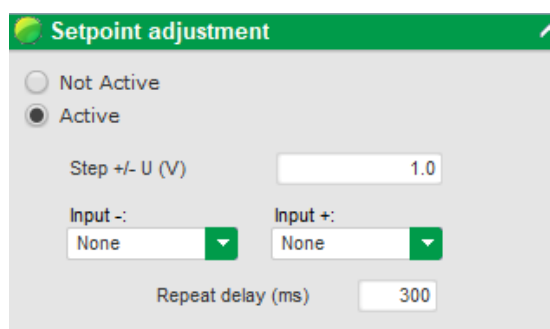 Setpoint adjustment
Not Active
Active
Step +/- U (V) 1.0
Input -: Input +:
None None
Repeat delay (ms) 300